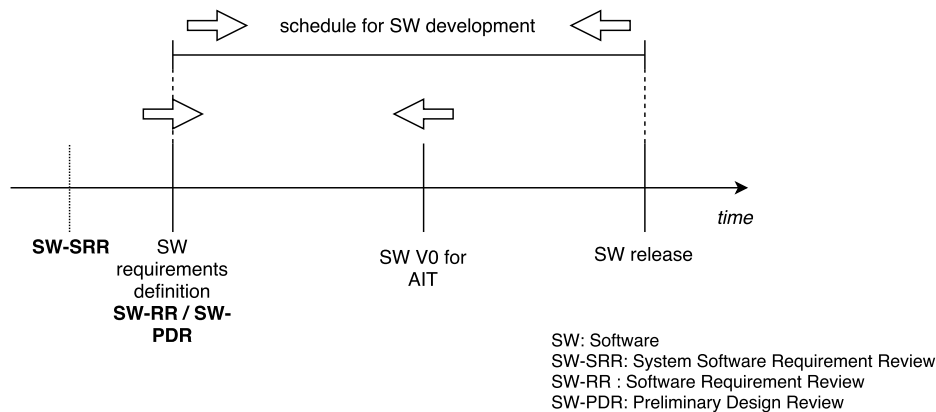 schedule for SW development
time
SW-SRR
SW
requirements
definition
SW-RR / SW-
PDR
SW V0 for
AIT
SW release
SW: Software
SW-SRR: System Software Requirement Review
SW-RR : Software Requirement Review
SW-PDR: Preliminary Design Review